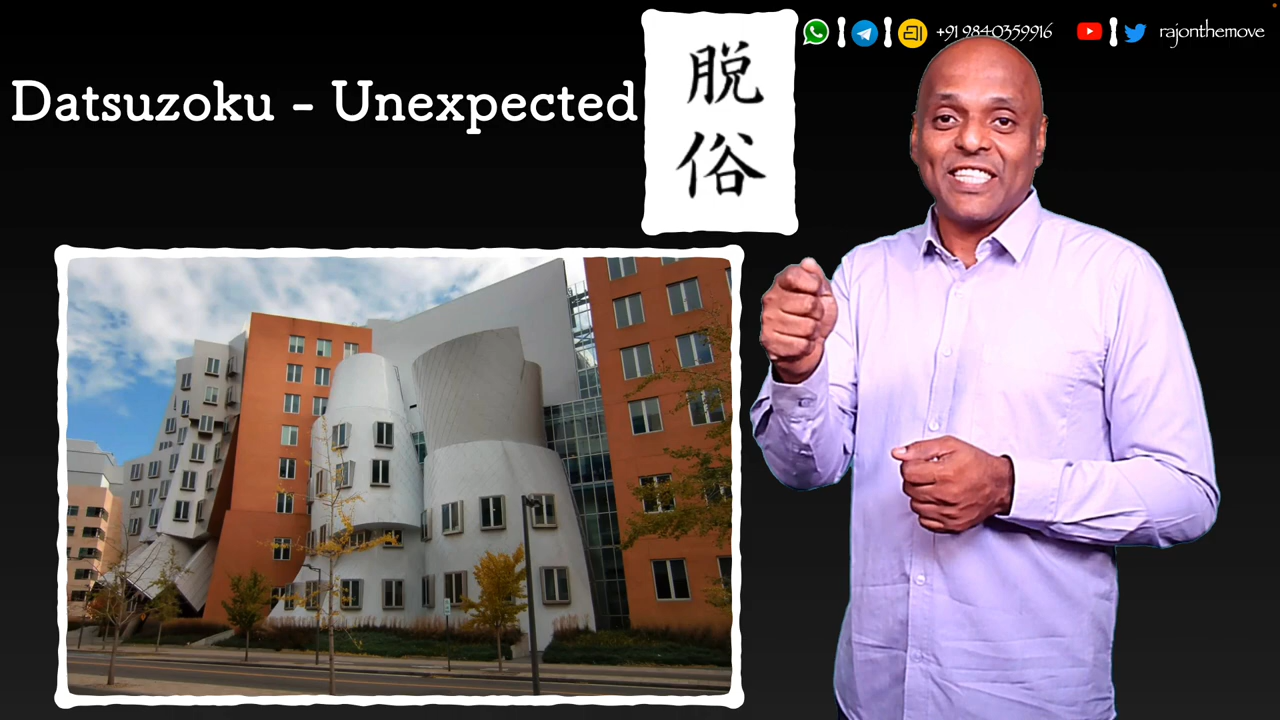 +91 9840359916 rajonthemove
Datsuzoku - Unexpected
脱
俗